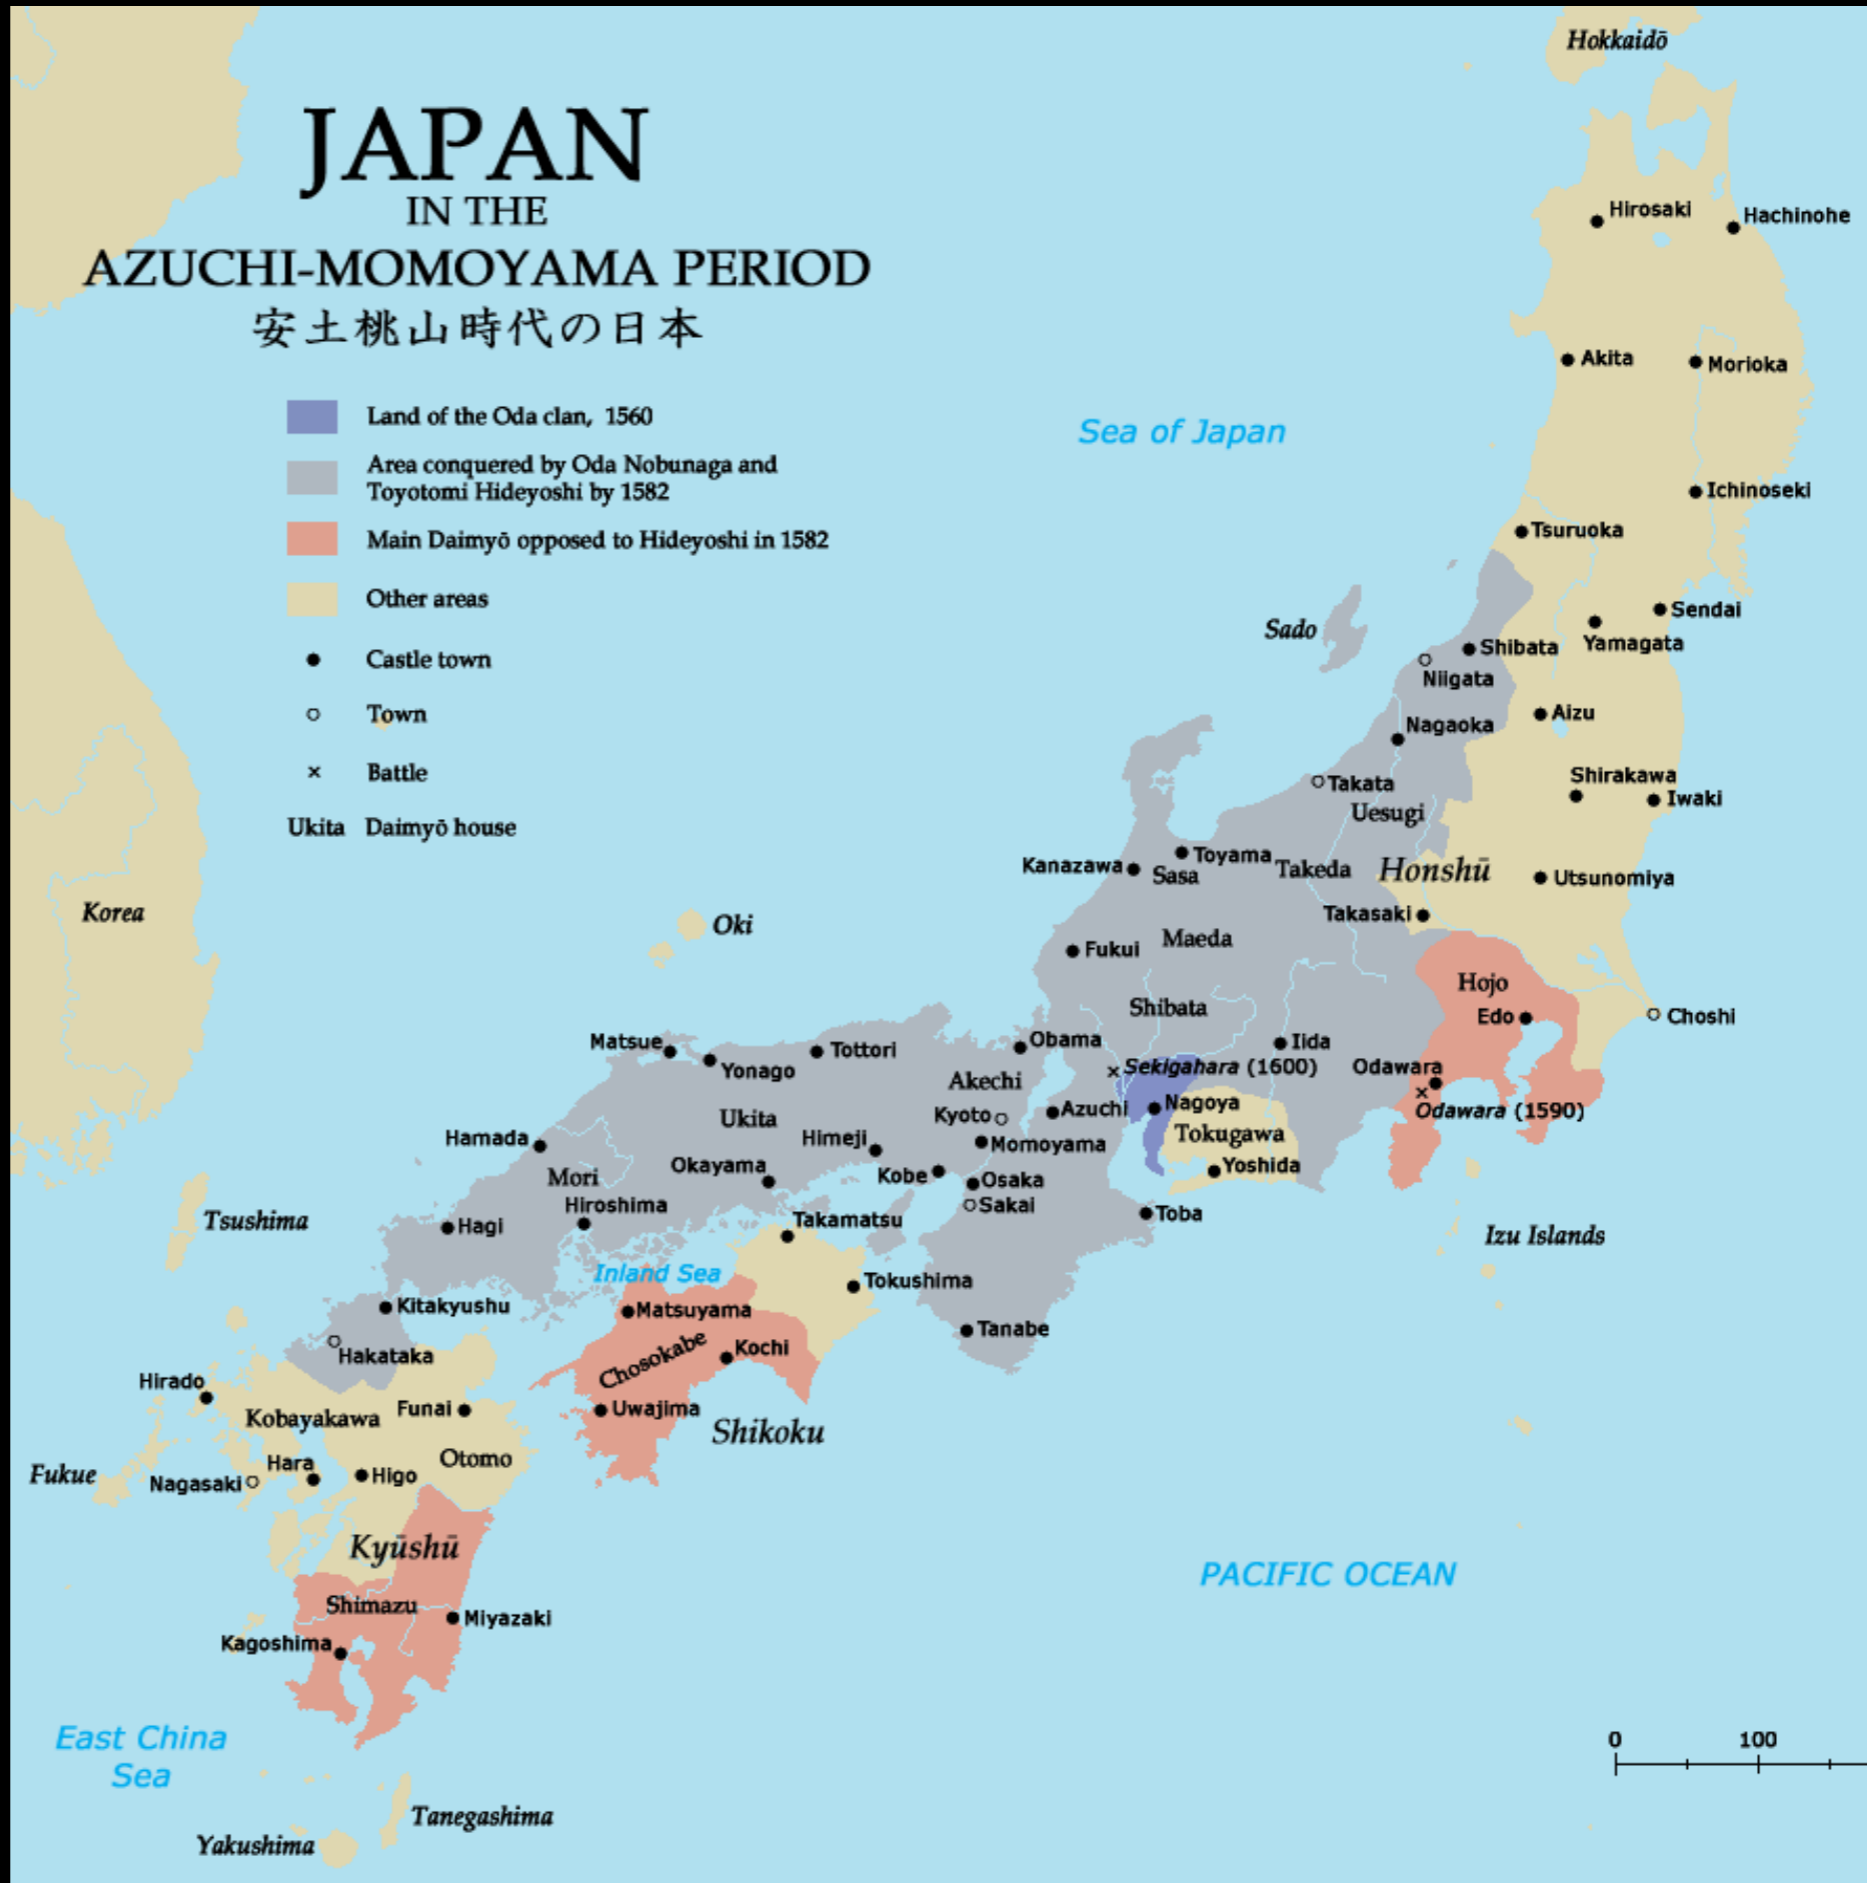 JAPAN
IN THE
AZUCHI-MOMOYAMA PERIOD
安土桃山時代の日本
Land of the Oda clan, 1560
Area conquered by Oda Nobunaga and
Toyotomi Hideyoshi by 1582
Main Daimyō opposed to Hideyoshi in 1582
Other areas
Castle town
Town
Battle
Ukita Daimyō house
Hokkaidō
Hirosaki
Hachinohe
Akita
Morioka
Sea of Japan
Ichinoseki
Tsuruoka
Sendai
Yamagata
Sado
Shibata
Niigata
Aizu
Nagaoka
Shirakawa
Iwaki
Takata
Uesugi
Kanazawa
Toyama
Sasa
Takeda
Honshū
Utsunomiya
Takasaki
Korea
Oki
Fukui
Maeda
Hojo
Edo
Choshi
Shibata
Matsue
Yonago
Tottori
Obama
Iida
Sekigahara (1600)
Odawara
Odawara (1590)
Akechi
Ukita
Kyoto
Azuchi
Nagoya
Tokugawa
Hamada
Himeji
Momoyama
Mori
Okayama
Kobe
Osaka
Yoshida
Hiroshima
Sakai
Toba
Tsushima
Hagi
Takamatsu
Izu Islands
Inland Sea
Tokushima
Kitakyushu
Matsuyama
Tanabe
Hakataka
Chosokabe
Kochi
Hirado
Kobayakawa
Funai
Uwajima
Shikoku
Otomo
Fukue
Hara
Nagasaki
Higo
Kyūshū
PACIFIC OCEAN
Shimazu
Miyazaki
Kagoshima
East China
Sea
0 100
Tanegashima
Yakushima